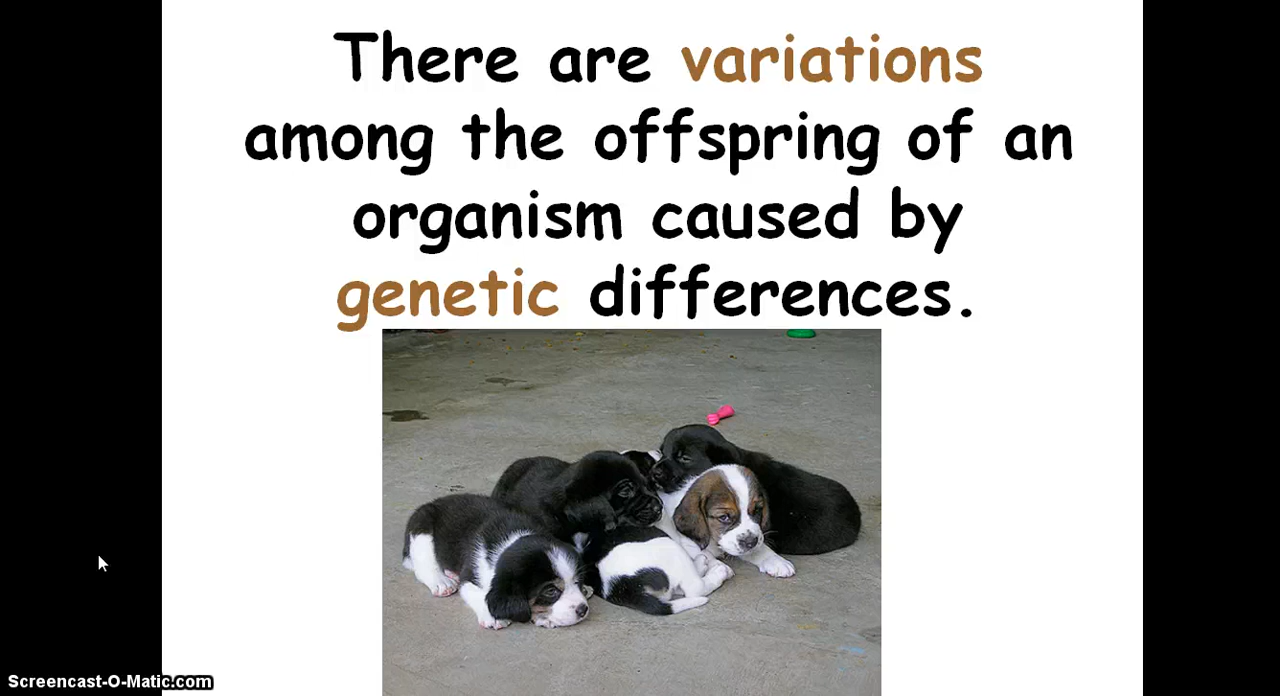 There are variations
among the offspring of an
organism caused by
genetic differences.
Screencast-O-Matic.com